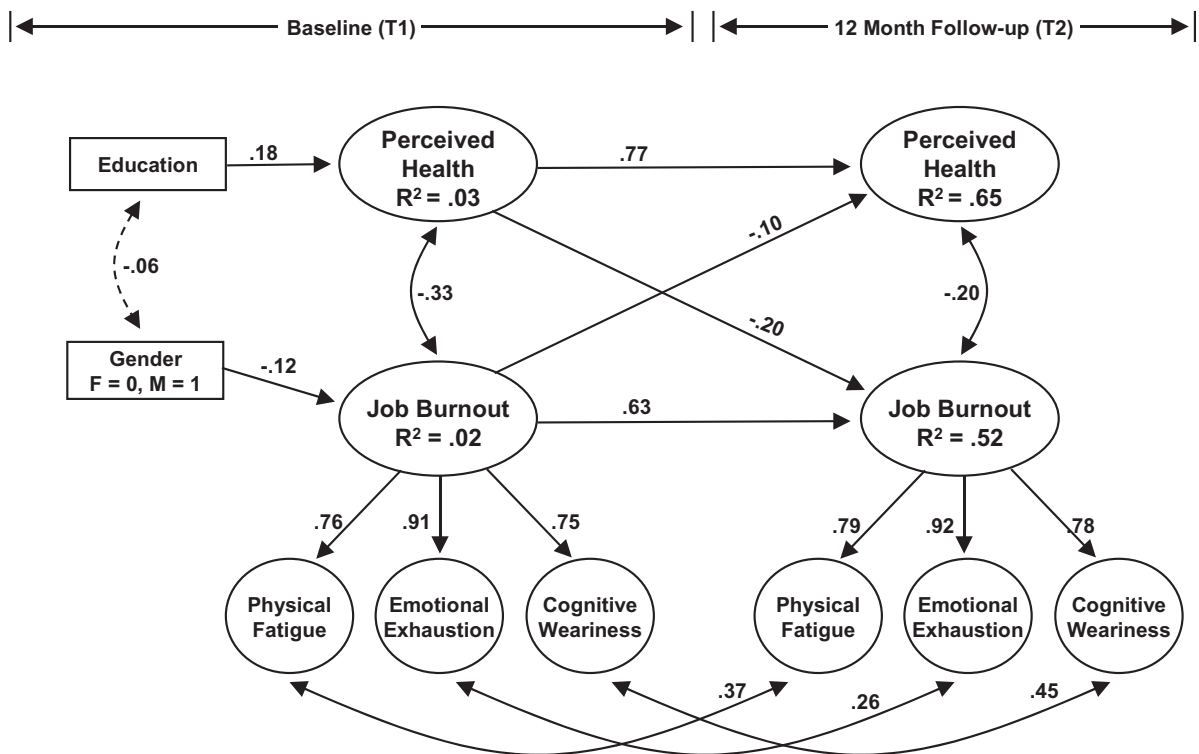 Baseline (T1)
12 Month Follow-up (T2)
Education
.18
Perceived
Health
R² = .03
.77
Perceived
Health
R² = .65
-.10
-.06
-.33
-.20
-.20
Gender
F = 0, M = 1
-.12
Job Burnout
R² = .02
.63
Job Burnout
R² = .52
.76
.91
.75
.79
.92
.78
Physical
Fatigue
Emotional
Exhaustion
Cognitive
Weariness
Physical
Fatigue
Emotional
Exhaustion
Cognitive
Weariness
.37
.26
.45